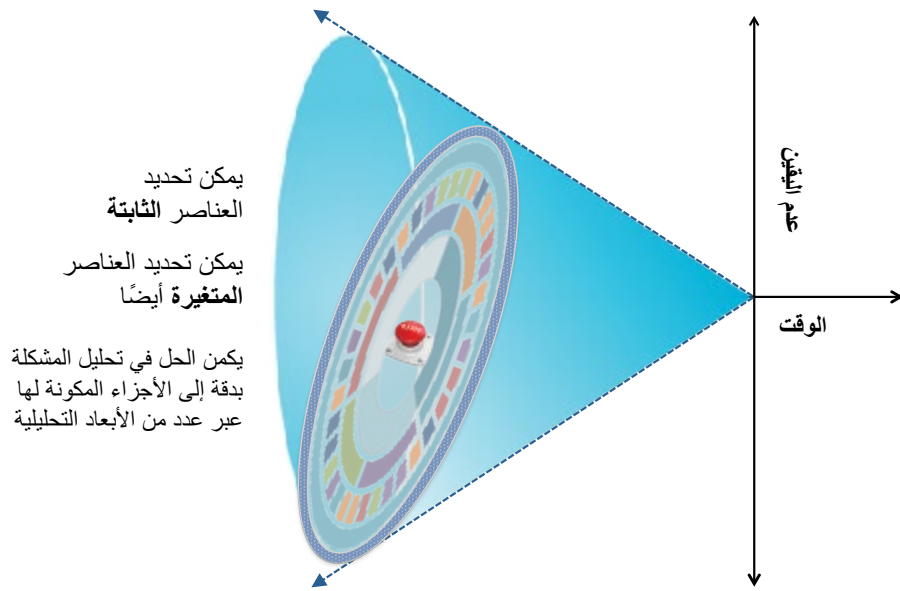 يمكن تحديد
العناصر الثابتة
يمكن تحديد العناصر
المتغيرة أيضًا
يكمن الحل في تحليل المشكلة
بدقة إلى الأجزاء المكونة لها
عبر عدد من الأبعاد التحليلية
عدم اليقين
الوقت